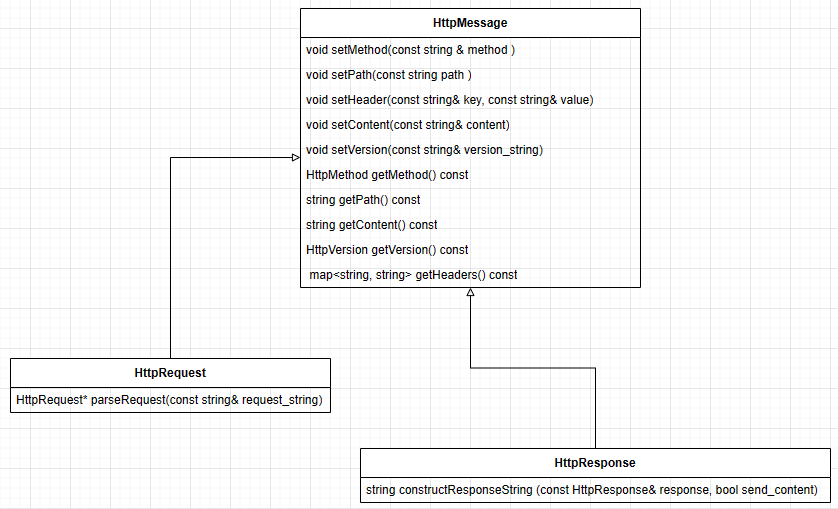 HttpMessage
void setMethod(const string & method )
void setPath(const string path )
void setHeader(const string& key, const string& value)
void setContent(const string& content)
void setVersion(const string& version_string)
HttpMethod getMethod() const
string getPath() const
string getContent() const
HttpVersion getVersion() const
map<string, string> getHeaders() const
HttpRequest
HttpRequest* parseRequest(const string& request_string)
HttpResponse
string constructResponseString (const HttpResponse& response, bool send_content)